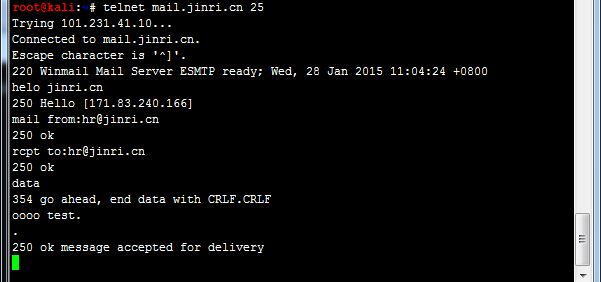 root@kali:~# telnet mail.jinri.cn 25
Trying 101.231.41.10...
Connected to mail.jinri.cn.
Escape character is '^]'.
220 Winmail Mail Server ESMTP ready; Wed, 28 Jan 2015 11:04:24 +0800
helo jinri.cn
250 Hello [171.83.240.166]
mail from:hr@jinri.cn
250 ok
rcpt to:hr@jinri.cn
250 ok
data
354 go ahead, end data with CRLF.CRLF
oooo test.
.
250 ok message accepted for delivery